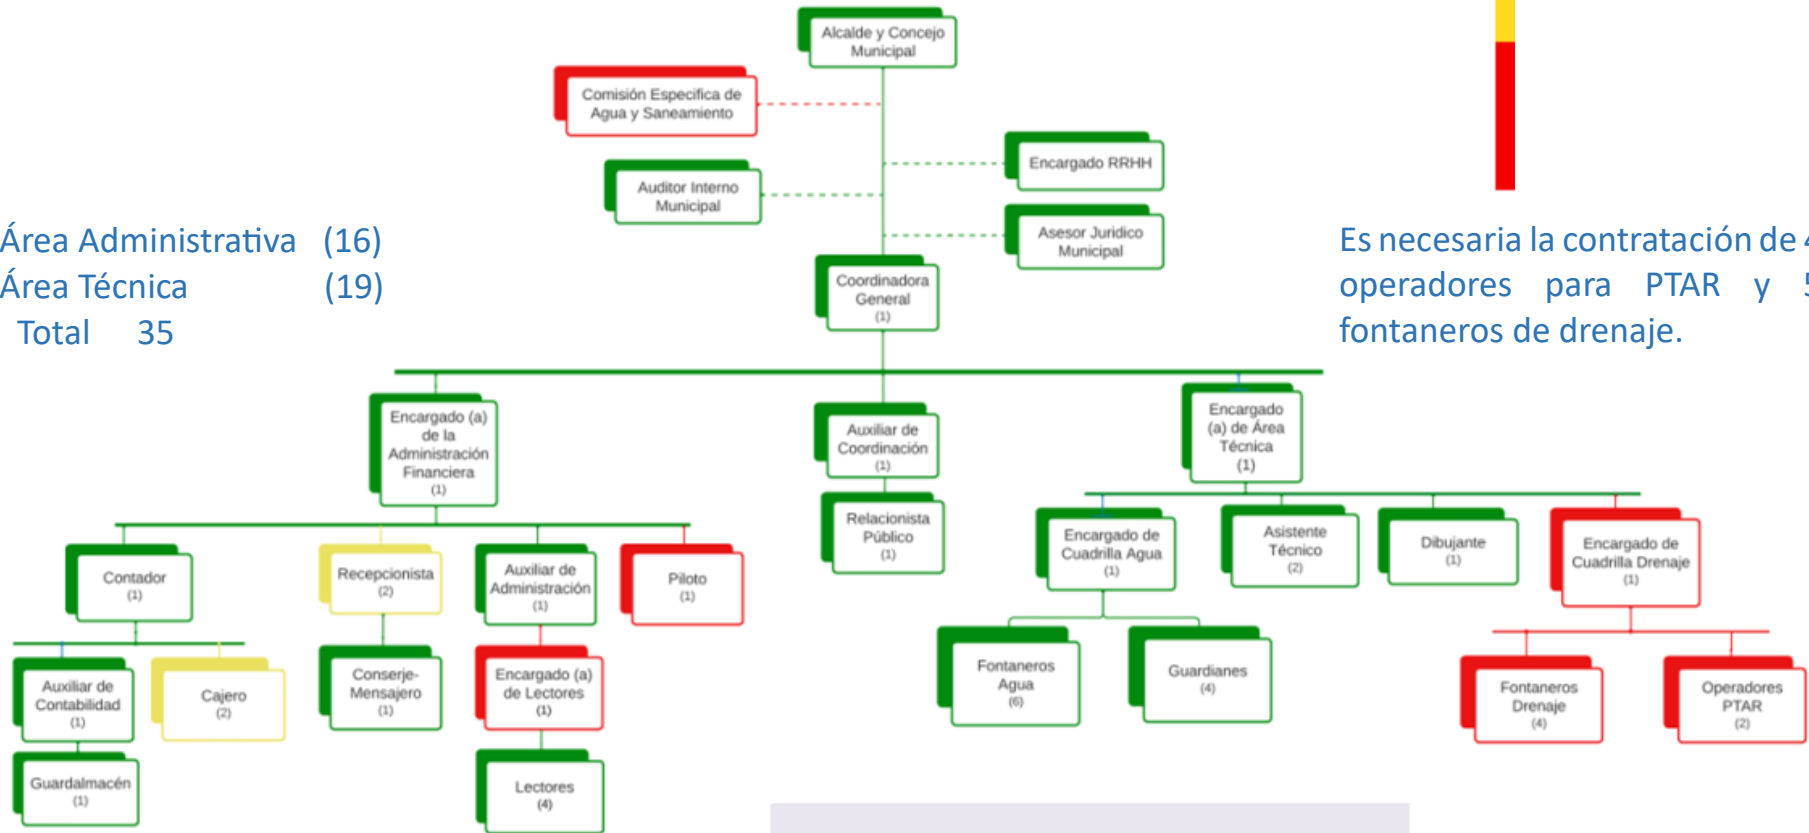 Alcalde y Concejo
Municipal
Comisión Especifica de
Agua y Saneamiento
Encargado RRHH
Auditor Interno
Municipal
Asesor Juridico
Municipal
Área Administrativa (16)
Área Técnica (19)
Total 35
Es necesaria la contratación de 4
operadores para PTAR y 5
fontaneros de drenaje.
Coordinadora
General
(1)
Encargado (a)
de la
Administración
Financiera
(1)
Auxiliar de
Coordinación
(1)
Relacionista
Público
(1)
Encargado
(a) de Área
Técnica
(1)
Contador
(1)
Recepcionista
(2)
Auxiliar de
Administración
(1)
Piloto
(1)
Encargado de
Cuadrilla Agua
(1)
Asistente
Técnico
(2)
Dibujante
(1)
Encargado de
Cuadrilla Drenaje
(1)
Auxiliar de
Contabilidad
(1)
Cajero
(2)
Conserje-
Mensajero
(1)
Encargado (a)
de Lectores
(1)
Fontaneros
Agua
(6)
Guardianes
(4)
Fontaneros
Drenaje
(4)
Operadores
PTAR
(2)
Guardalmacén
(1)
Lectores
(4)